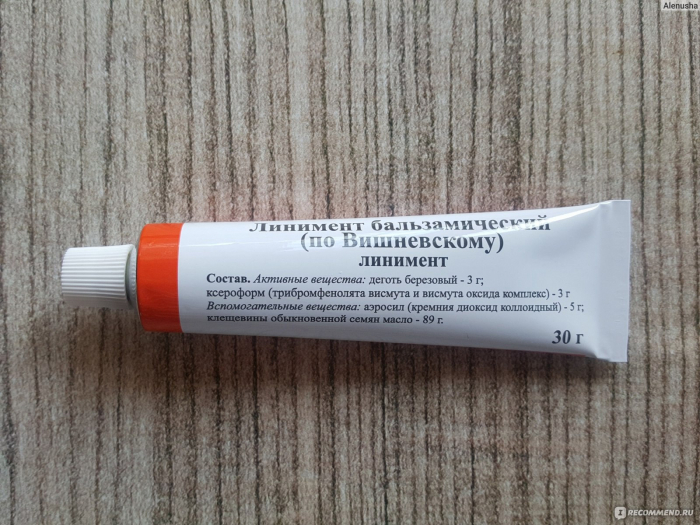 Alenusha
Линимент бальзамический
(по Вишневскому)
линимент
Состав. Активные вещества: деготь березовый - 3 г;
ксероформ (трибромфенолята висмута и висмута оксида комплекс) - 3 г
Вспомогательные вещества: аэросил (кремния диоксид коллоидный) - 5 г;
клещевины обыкновенной семян масло - 89 г.
30 г
I RECOMMEND.RU